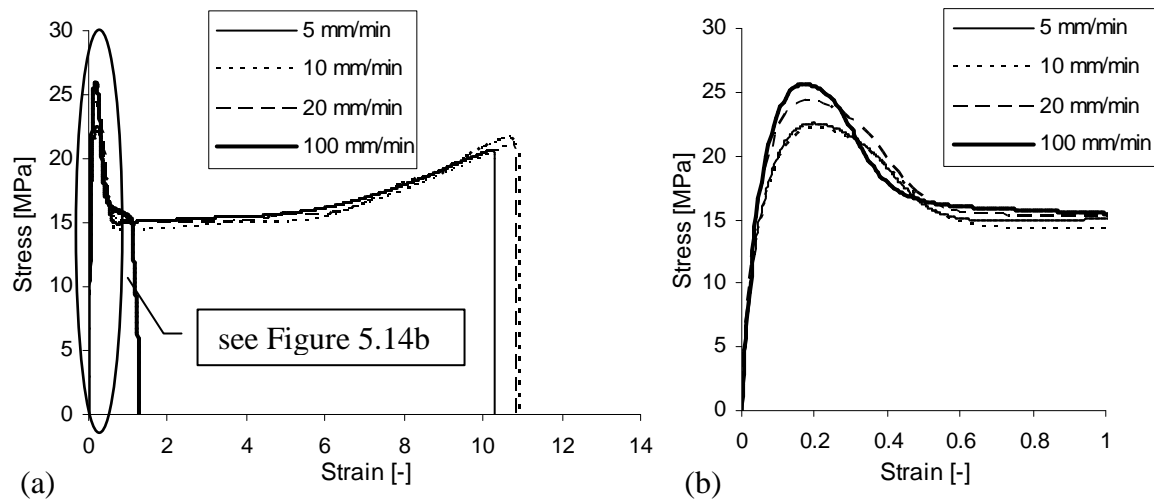 30
25
20
15
10
5
0
Stress [MPa]
0 2 4 6 8 10 12 14
Strain [-]
5 mm/min
10 mm/min
20 mm/min
100 mm/min
see Figure 5.14b
(a)
30
25
20
15
10
5
0
Stress [MPa]
0 0.2 0.4 0.6 0.8 1
Strain [-]
5 mm/min
10 mm/min
20 mm/min
100 mm/min
(b)